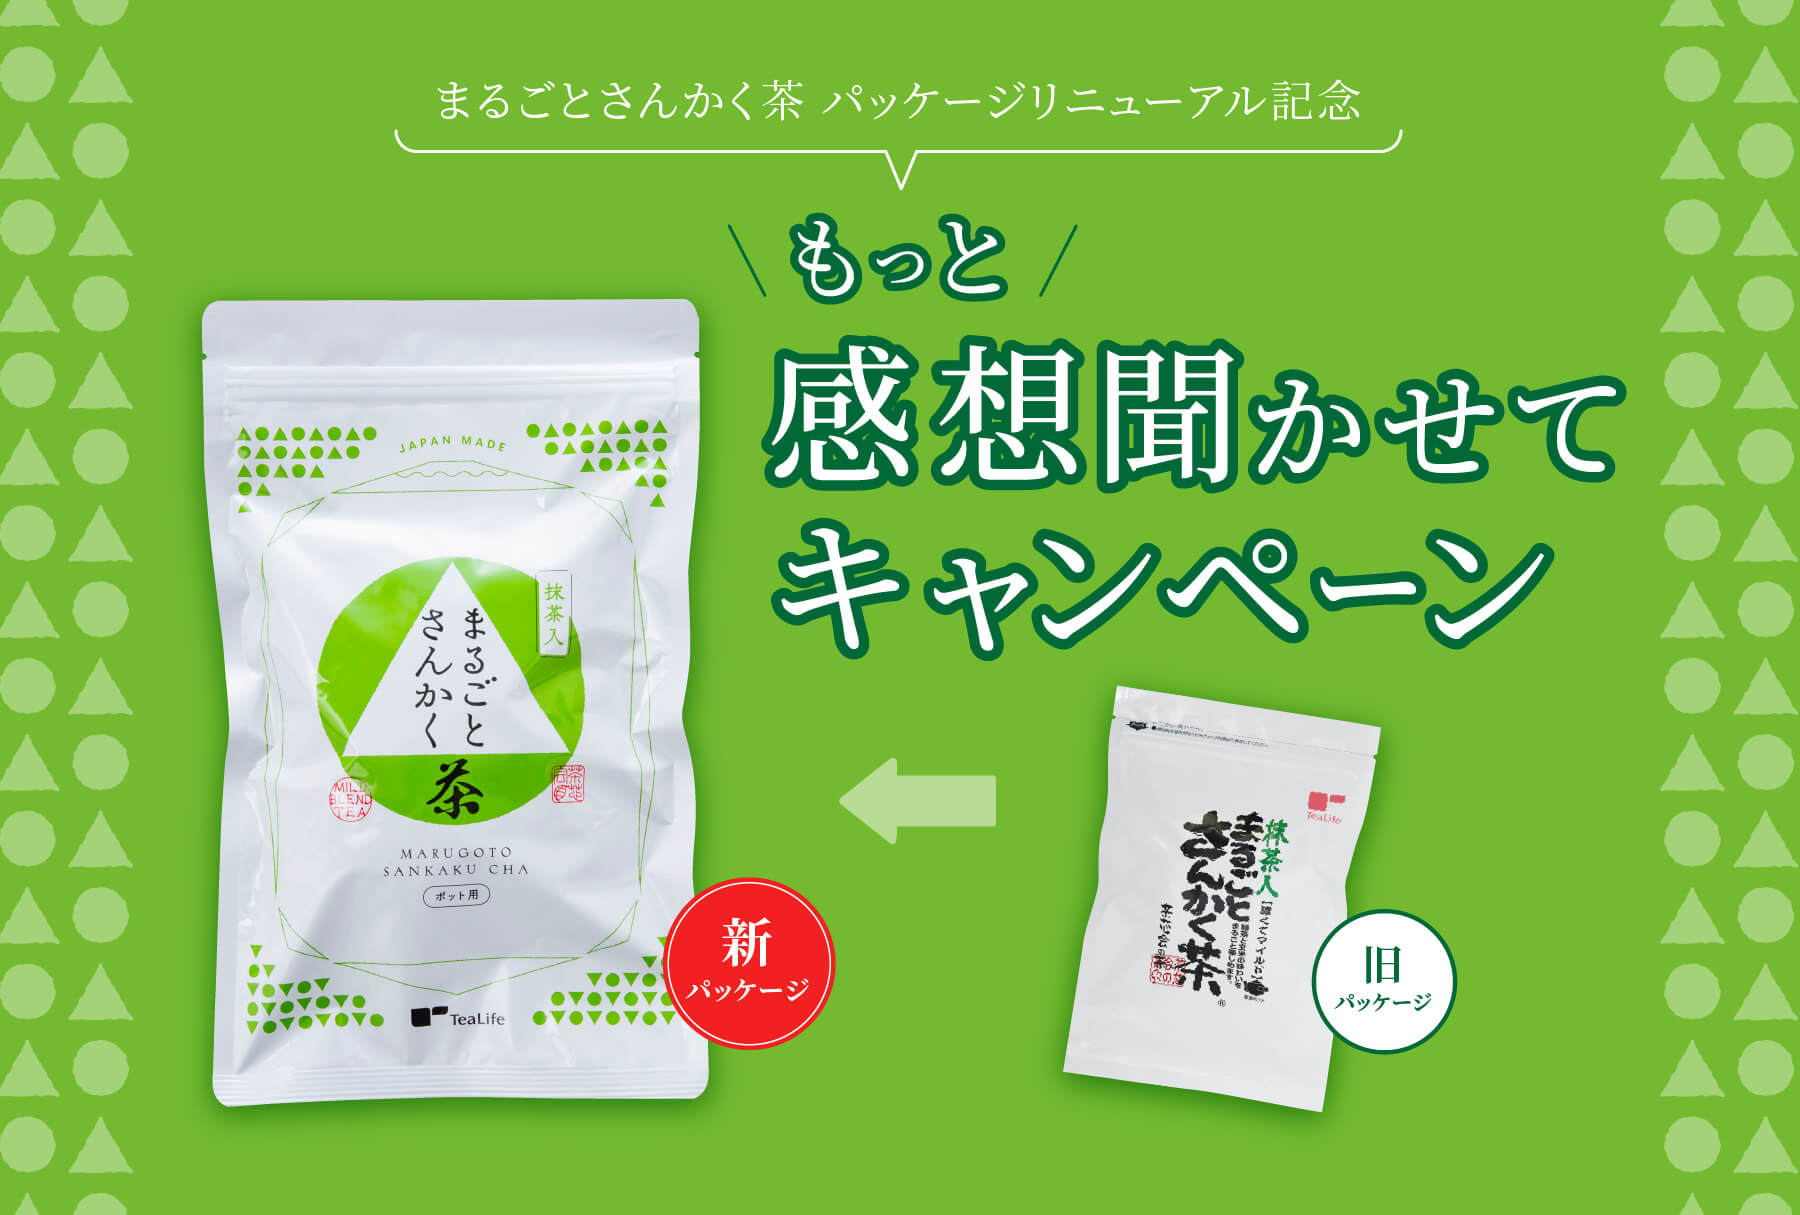 まるごとさんかく茶 パッケージリニューアル記念
もっと
感想聞かせて
キャンペーン
JAPAN MADE
抹茶入
まるごと
さんかく
茶
MILD
BLEND
TEA
MARUGOTO
SANKAKU CHA
ポット用
TeaLife
新
パッケージ
TeaLife
抹茶入
まるごと
さんかく茶
®
旧
パッケージ